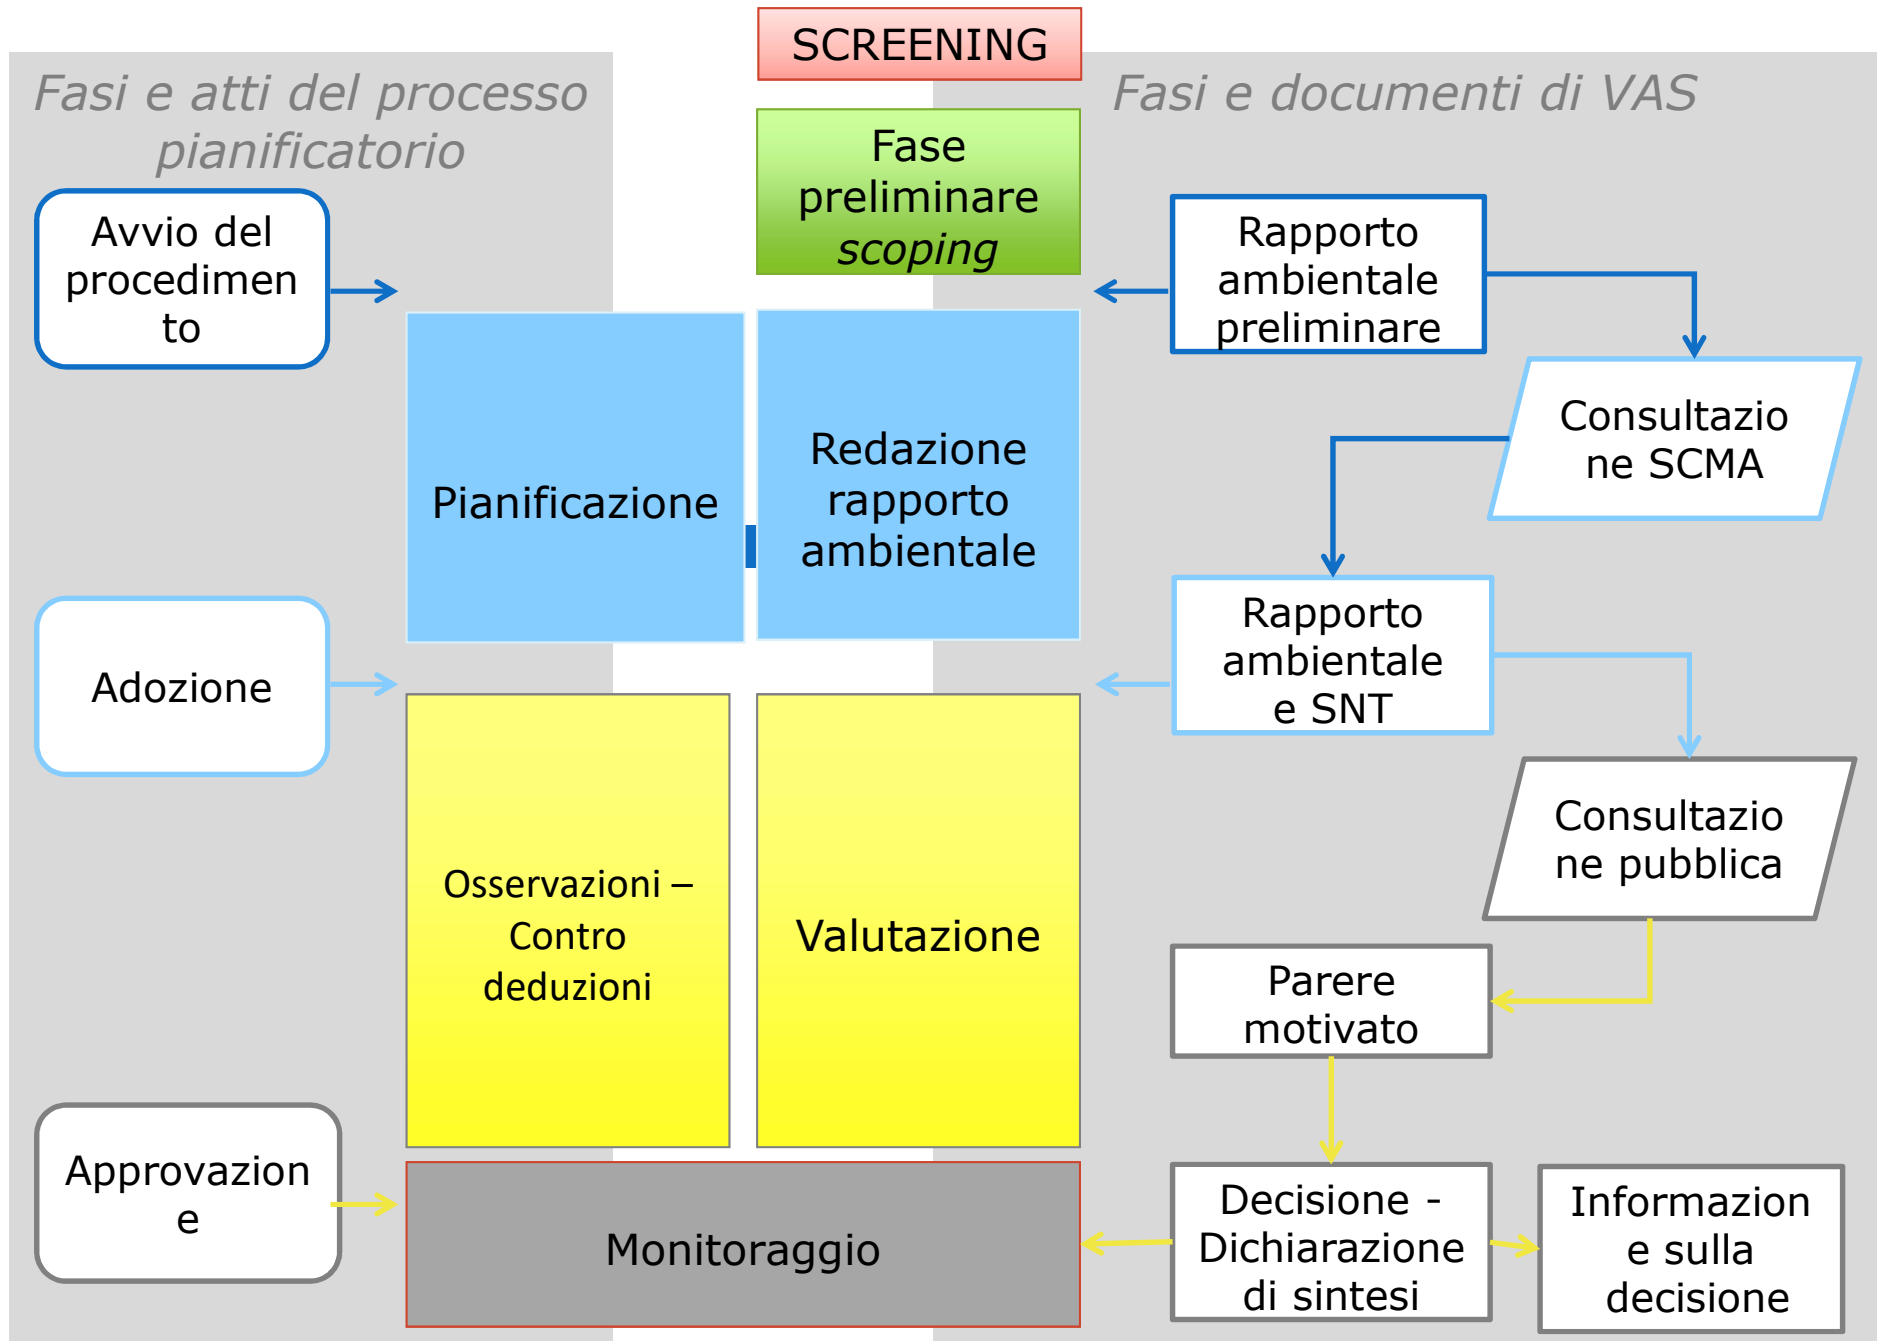 SCREENING
Fasi e atti del processo
pianificatorio
Fasi e documenti di VAS
Fase
preliminare
scoping
Avvio del
procedimen
to
Rapporto
ambientale
preliminare
Consultazio
ne SCMA
Pianificazione
Redazione
rapporto
ambientale
Adozione
Rapporto
ambientale
e SNT
Consultazio
ne pubblica
Osservazioni –
Contro
deduzioni
Valutazione
Parere
motivato
Approvazion
e
Monitoraggio
Decisione -
Dichiarazione
di sintesi
Informazion
e sulla
decisione